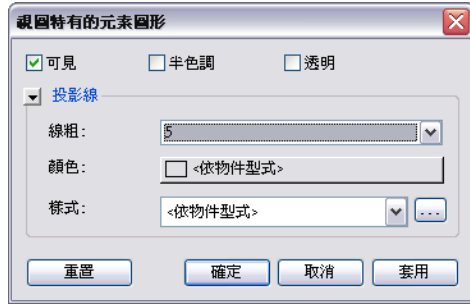 視圖特有的元素圖形
可見 半色調 透明
投影線
線粗: 5
顏色: <依物件型式>
樣式: <依物件型式> ...
重置 確定 取消 套用